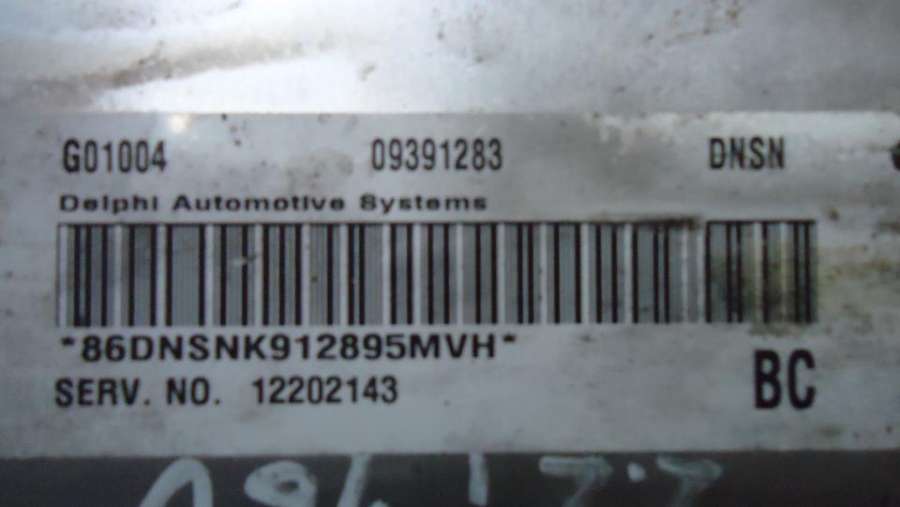 G01004 09391283 DNSN
Delphi Automotive Systems
*86DNSNK912895MVH*
SERV. NO. 12202143
BC